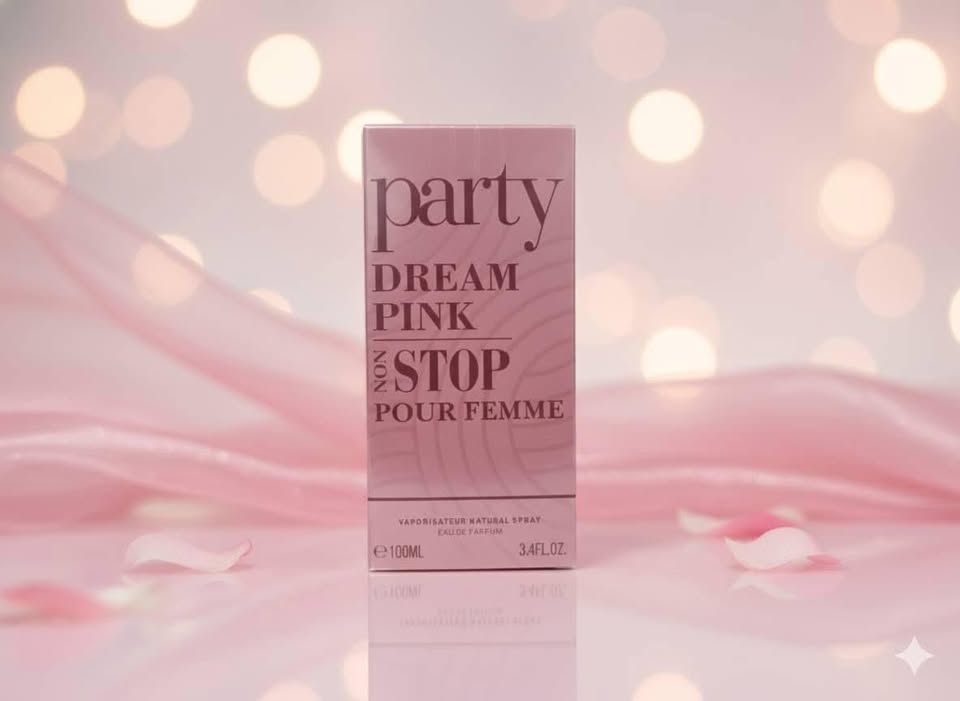 party
DREAM
PINK
NON STOP
POUR FEMME
VAPORISATEUR NATURAL SPRAY
EAU DE PARFUM
℮100ML
3.4FL.OZ.